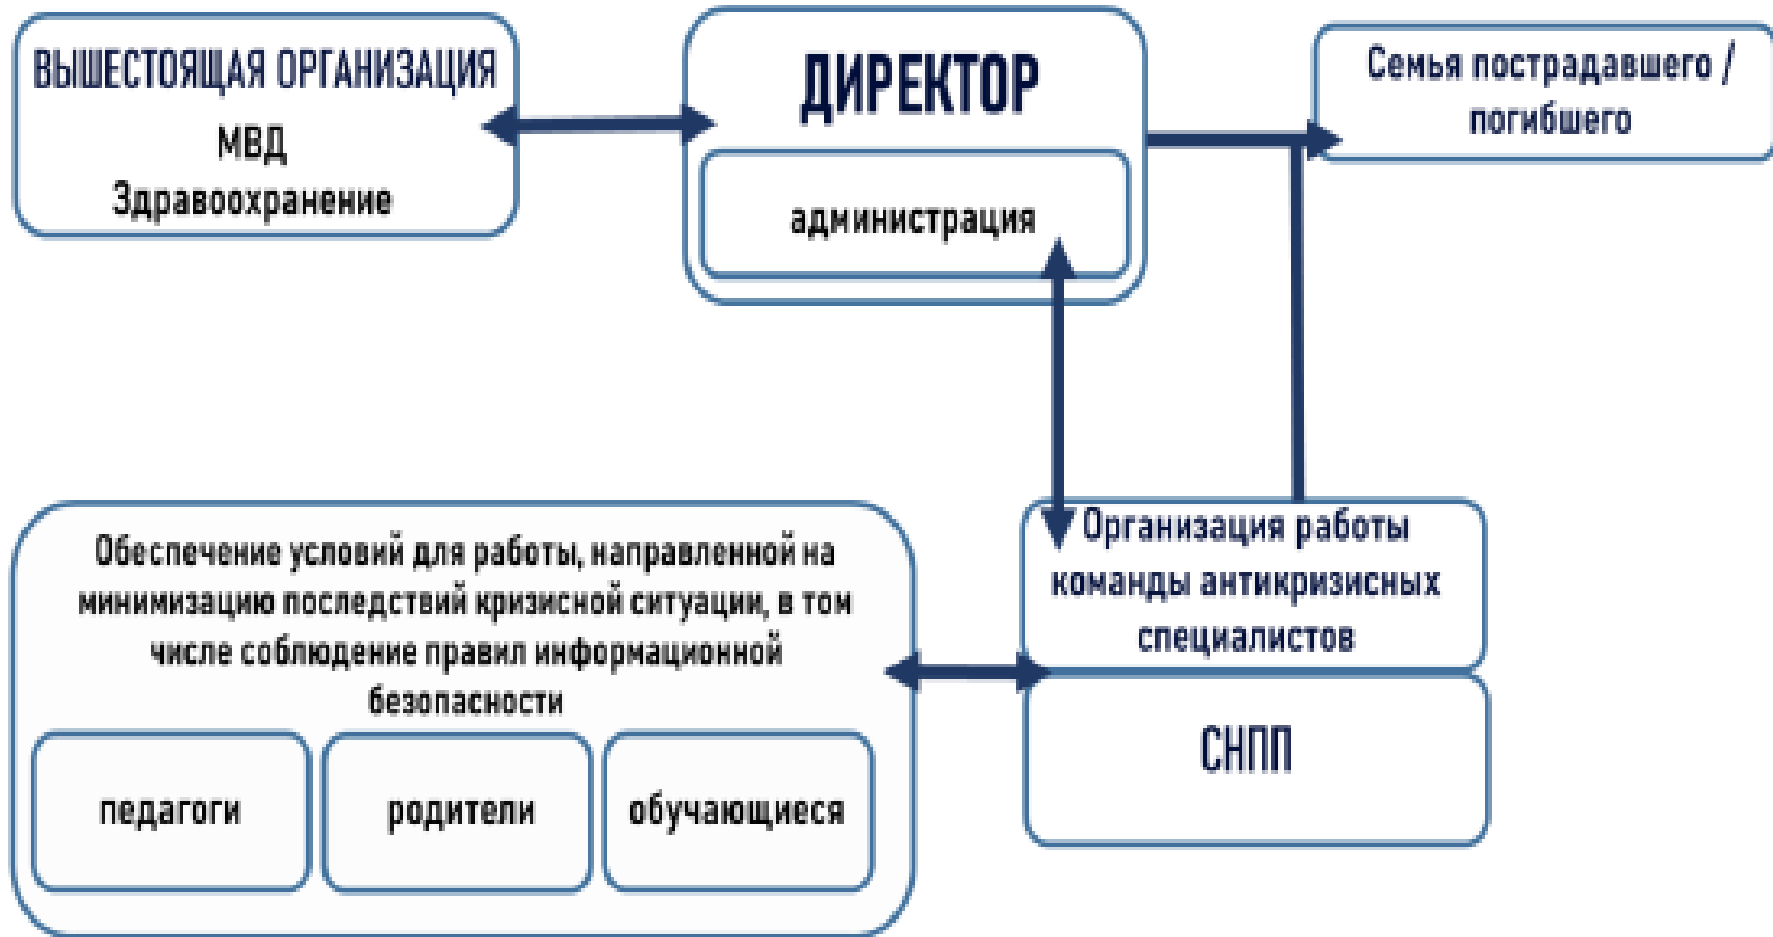 ВЫШЕСТОЯЩАЯ ОРГАНИЗАЦИЯ
МВД
Здравоохранение
ДИРЕКТОР
администрация
Семья пострадавшего /
погибшего
Обеспечение условий для работы, направленной на
минимизацию последствий кризисной ситуации, в том
числе соблюдение правил информационной
безопасности
педагоги
родители
обучающиеся
Организация работы
команды антикризисных
специалистов
СНПП